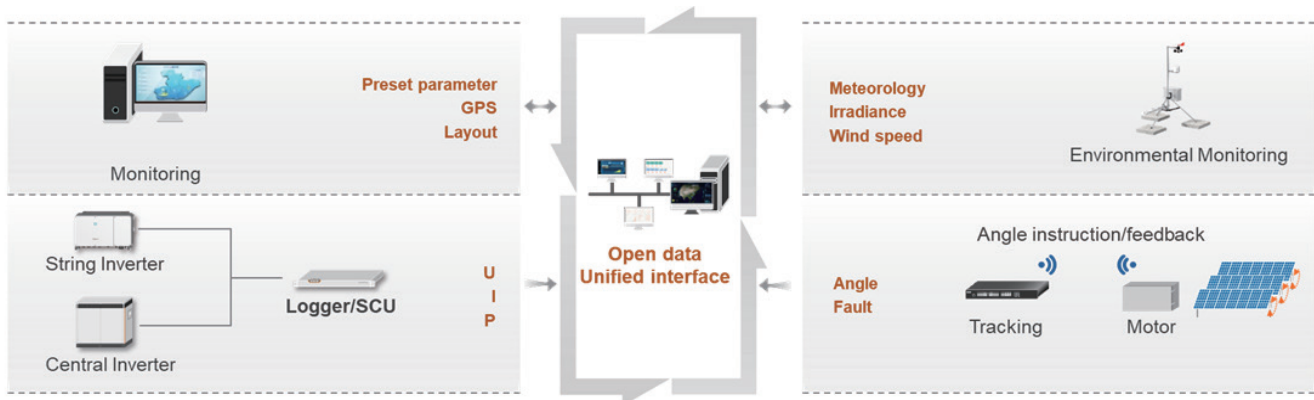 Preset parameter
GPS
Layout
Monitoring
Meteorology
Irradiance
Wind speed
Environmental Monitoring
Open data
Unified interface
String Inverter
Logger/SCU
Central Inverter
U
I
P
Angle instruction/feedback
Angle
Fault
Tracking
Motor